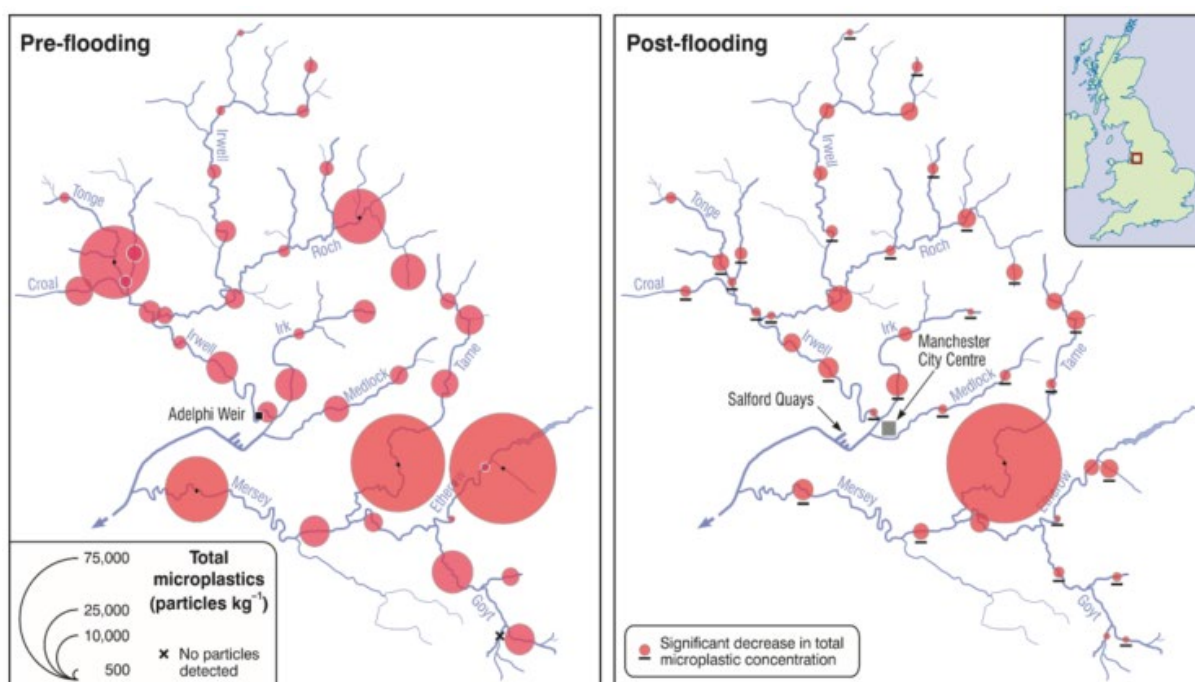 Pre-flooding
Irwell
Tonge
Roch
Croal
Irwell
Irk
Tame
Medlock
Adelphi Weir
Etherow
Mersey
Goyt
75,000
25,000
10,000
500
Total
microplastics
(particles kg⁻¹)
× No particles
detected
Post-flooding
Irwell
Tonge
Roch
Croal
Irwell
Irk
Manchester
City Centre
Tame
Medlock
Salford Quays
Etherow
Mersey
Goyt
Significant decrease in total
microplastic concentration